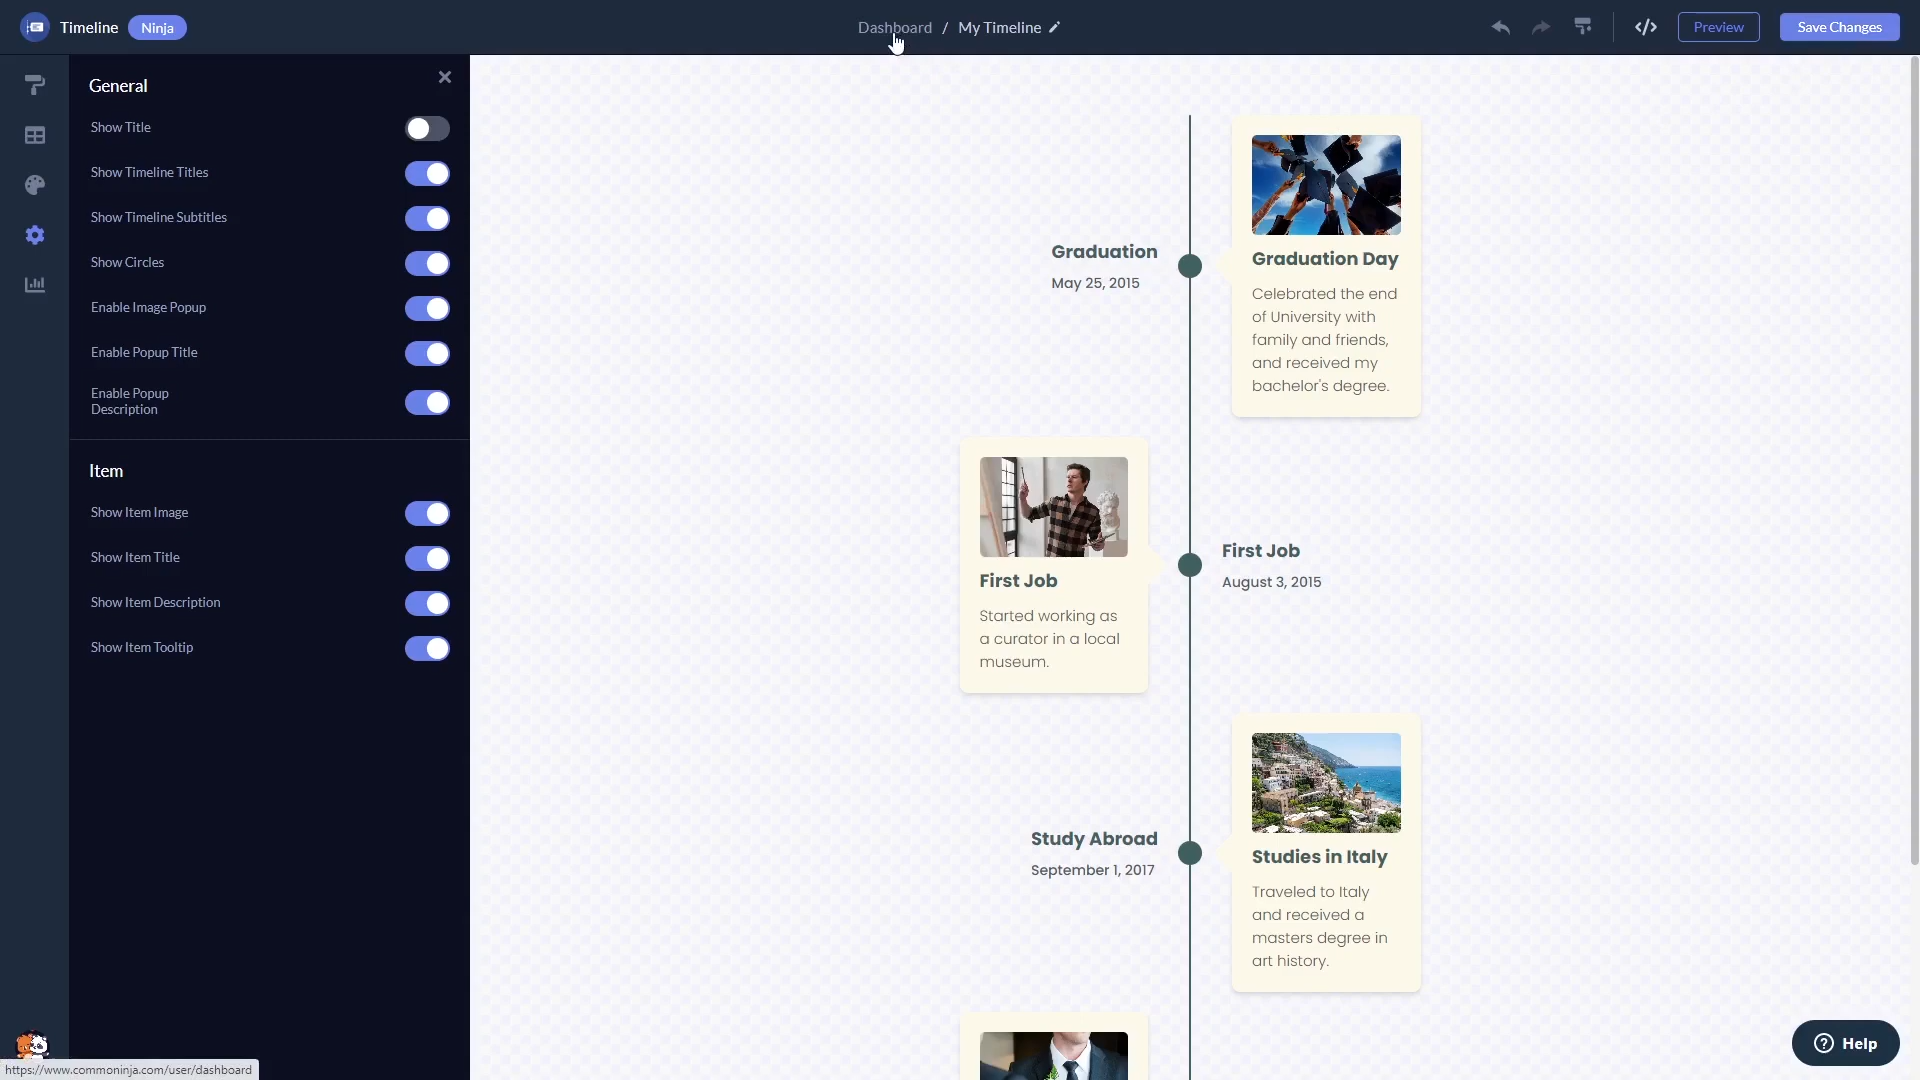 Timeline Ninja
Dashboard / My Timeline
Preview
Save Changes
General
Show Title
Show Timeline Titles
Show Timeline Subtitles
Show Circles
Enable Image Popup
Enable Popup Title
Enable Popup
Description
Item
Show Item Image
Show Item Title
Show Item Description
Show Item Tooltip
Graduation
May 25, 2015
Graduation Day
Celebrated the end
of University with
family and friends,
and received my
bachelor's degree.
First Job
Started working as
a curator in a local
museum.
First Job
August 3, 2015
Study Abroad
September 1, 2017
Studies in Italy
Traveled to Italy
and received a
masters degree in
art history.
Help
https://www.commoninja.com/user/dashboard